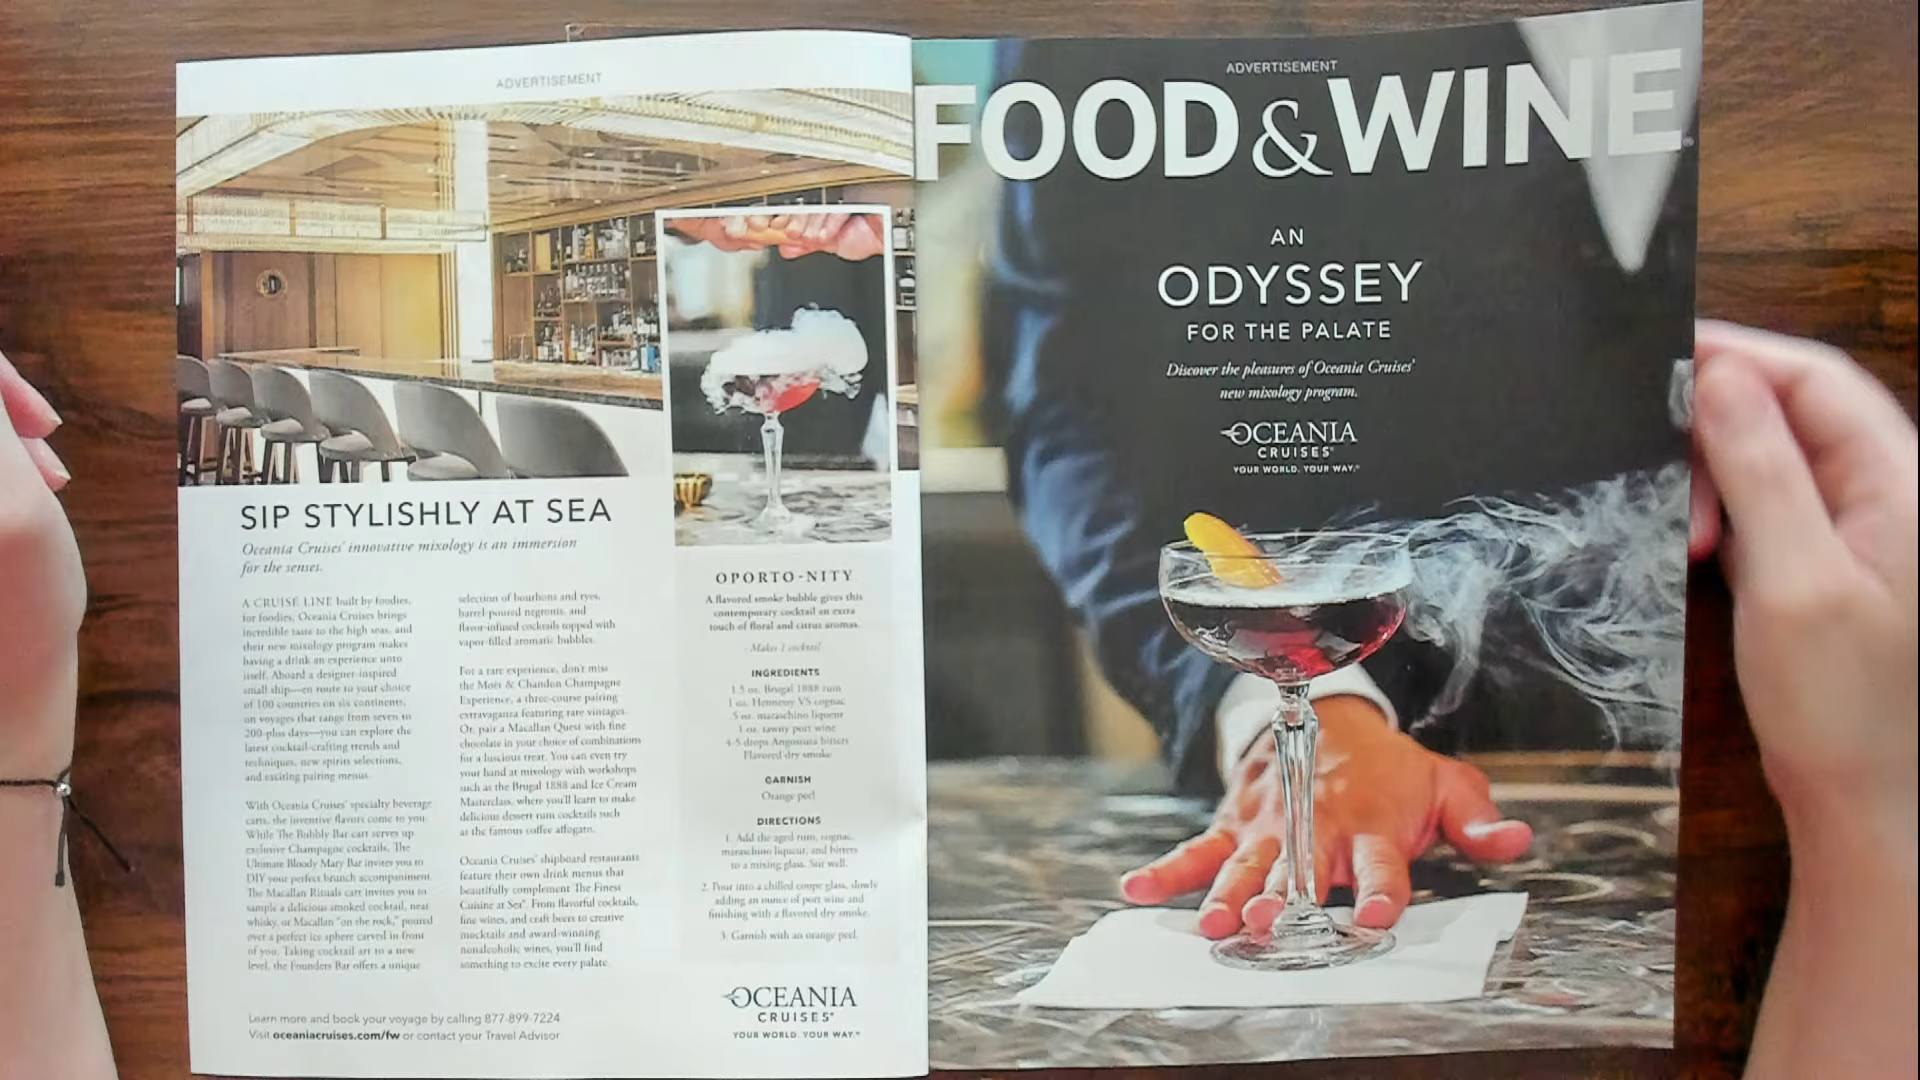 ADVERTISEMENT
SIP STYLISHLY AT SEA
Oceania Cruises' innovative mixology is an immersion
for the senses.
A CRUISE LINE built by foodies,
for foodies, Oceania Cruises brings
incredible taste to the high seas, and
their new mixology program makes
having a drink an experience unto
itself. Aboard a designer-inspired
small ship—en route to your choice
of 100 countries on six continents,
on voyages that range from seven to
200-plus days—you can explore the
latest cocktail-crafting trends and
techniques, new spirits selections,
and exciting pairing menus.
With Oceania Cruises' specialty beverage
carts, the inventive flavors come to you.
While The Bubbly Bar cart serves up
exclusive Champagne cocktails, The
Ultimate Bloody Mary Bar invites you to
DIY your perfect brunch accompaniment.
The Macallan Rituals cart invites you to
sample a delicious smoked cocktail, neat
whisky, or Macallan "on the rock," poured
over a perfect ice sphere carved in front
of you. Taking cocktail art to a new
level, the Founders Bar offers a unique
selection of bourbons and ryes,
barrel-poured negronis, and
flavor-infused cocktails topped with
vapor-filled aromatic bubbles.
For a rare experience, don't miss
the Moët & Chandon Champagne
Experience, a three-course pairing
extravaganza featuring rare vintages.
Or, pair a Macallan Quest with fine
chocolate in your choice of combinations
for a luscious treat. You can even try
your hand at mixology with workshops
such as the Brugal 1888 and Ice Cream
Masterclass, where you'll learn to make
delicious dessert rum cocktails such
as the famous coffee affogato.
Oceania Cruises' shipboard restaurants
feature their own drink menus that
beautifully complement The Finest
Cuisine at Sea®. From flavorful cocktails,
fine wines, and craft beers to creative
mocktails and award-winning
nonalcoholic wines, you'll find
something to excite every palate.
OPORTO-NITY
A flavored smoke bubble gives this
contemporary cocktail an extra
touch of floral and citrus aromas.
- Makes 1 cocktail
INGREDIENTS
1.5 oz. Brugal 1888 rum
1 oz. Hennessy VS cognac
.5 oz. maraschino liqueur
1 oz. tawny port wine
4-5 drops Angostura bitters
Flavored dry smoke
GARNISH
Orange peel
DIRECTIONS
1. Add the aged rum, cognac,
maraschino liqueur, and bitters
to a mixing glass. Stir well.
2. Pour into a chilled coupe glass, slowly
adding an ounce of port wine and
finishing with a flavored dry smoke.
3. Garnish with an orange peel.
Learn more and book your voyage by calling 877-899-7224
Visit oceaniacruises.com/fw or contact your Travel Advisor
OCEANIA
CRUISES®
YOUR WORLD. YOUR WAY.®
ADVERTISEMENT
FOOD & WINE®
AN
ODYSSEY
FOR THE PALATE
Discover the pleasures of Oceania Cruises'
new mixology program.
OCEANIA
CRUISES®
YOUR WORLD. YOUR WAY.®